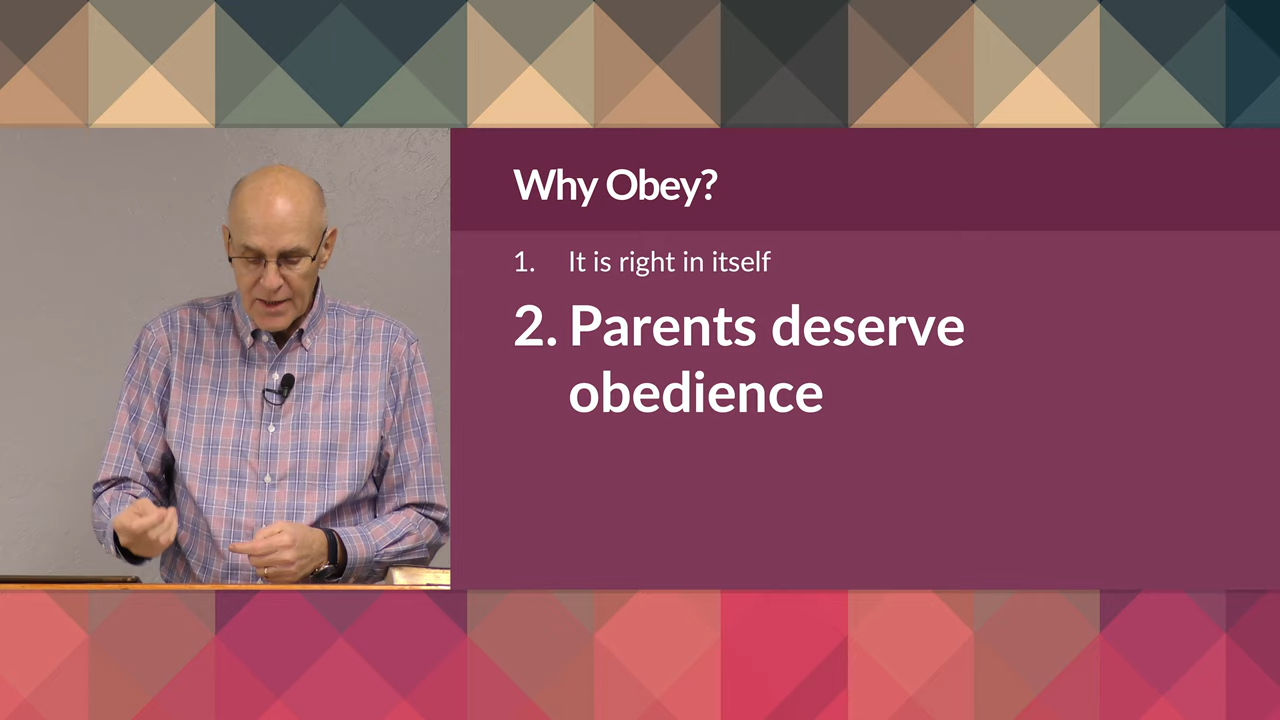 Why Obey?
1. It is right in itself
2. Parents deserve
obedience